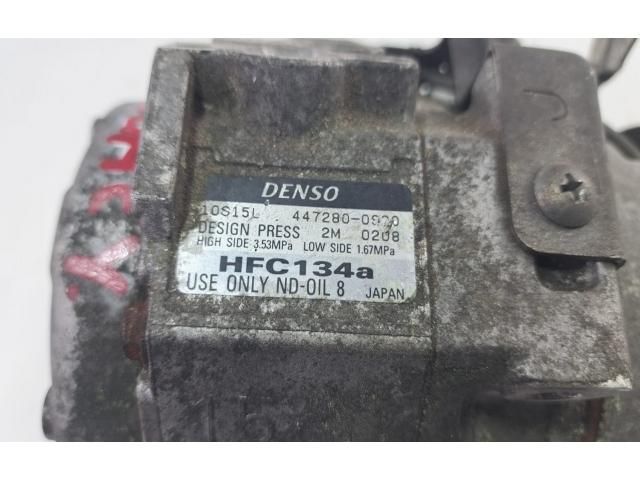 DENSO
10S15L 447280-0920
DESIGN PRESS 2M 0208
HIGH SIDE 3.53MPa LOW SIDE 1.67MPa
HFC134a
USE ONLY ND-OIL 8 JAPAN